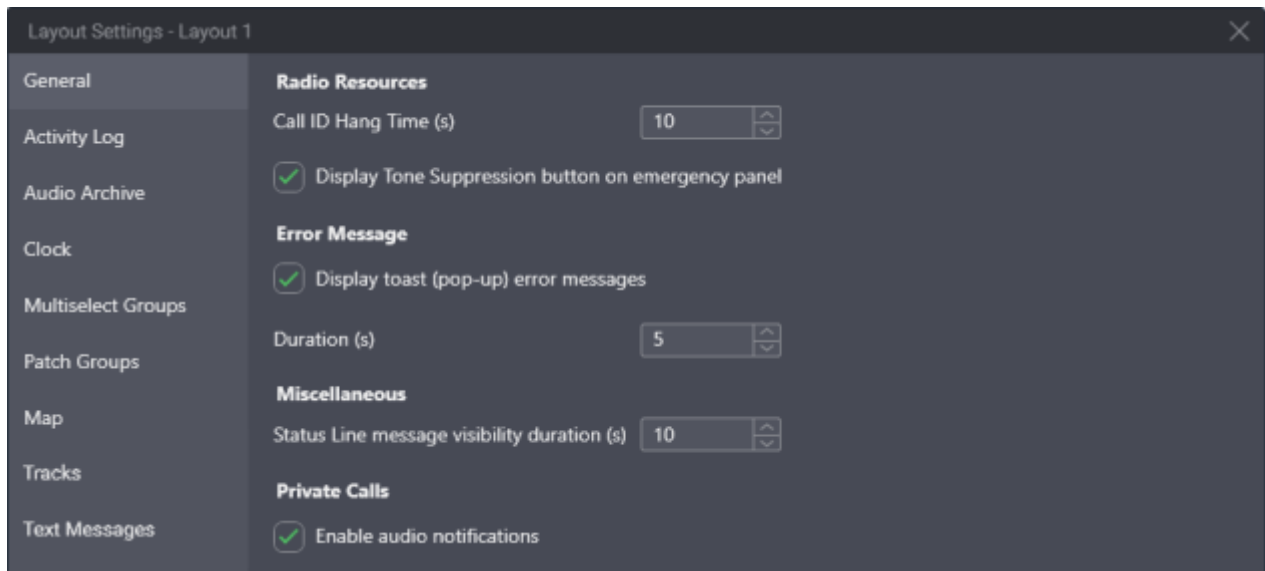 Layout Settings - Layout 1
General
Activity Log
Audio Archive
Clock
Multiselect Groups
Patch Groups
Map
Tracks
Text Messages
Radio Resources
Call ID Hang Time (s) 10
Display Tone Suppression button on emergency panel
Error Message
Display toast (pop-up) error messages
Duration (s) 5
Miscellaneous
Status Line message visibility duration (s) 10
Private Calls
Enable audio notifications